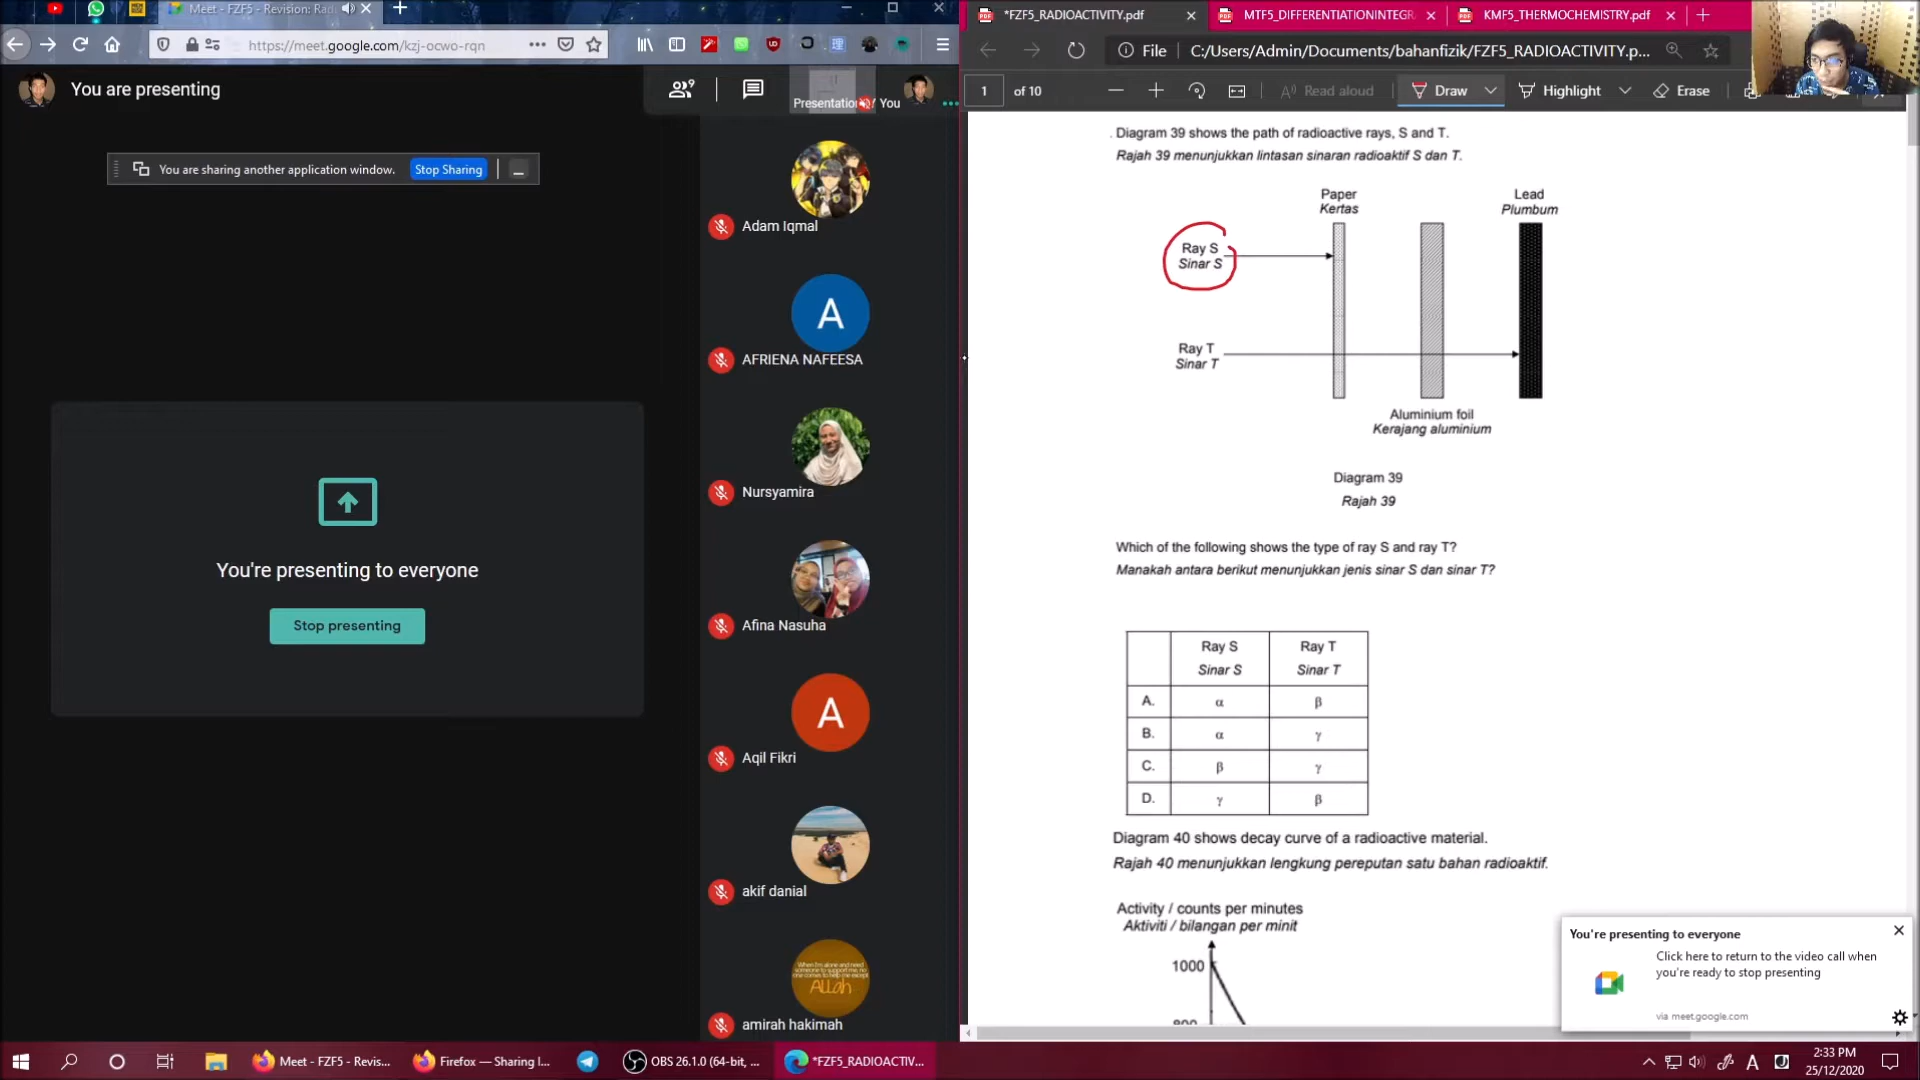 Meet - FZF5 - Revision: Rad
https://meet.google.com/kzj-ocwo-rqn
You are presenting
Presentation / You
You are sharing another application window.
Stop Sharing
You're presenting to everyone
Stop presenting
Adam Iqmal
A
AFRIENA NAFEESA
Nursyamira
Afina Nasuha
A
Aqil Fikri
akif danial
ALLah
amirah hakimah
*FZF5_RADIOACTIVITY.pdf
MTF5_DIFFERENTIATIONINTEGR
KMF5_THERMOCHEMISTRY.pdf
File
C:/Users/Admin/Documents/bahanfizik/FZF5_RADIOACTIVITY.p...
1 of 10
Read aloud
Draw
Highlight
Erase
. Diagram 39 shows the path of radioactive rays, S and T.
Rajah 39 menunjukkan lintasan sinaran radioaktif S dan T.
Paper
Kertas
Lead
Plumbum
Ray S
Sinar S
Ray T
Sinar T
Aluminium foil
Kerajang aluminium
Diagram 39
Rajah 39
Which of the following shows the type of ray S and ray T?
Manakah antara berikut menunjukkan jenis sinar S dan sinar T?
Ray S Ray T
Sinar S Sinar T
A. α β
B. α γ
C. β γ
D. γ β
Diagram 40 shows decay curve of a radioactive material.
Rajah 40 menunjukkan lengkung pereputan satu bahan radioaktif.
Activity / counts per minutes
Aktiviti / bilangan per minit
1000
800
You're presenting to everyone
Click here to return to the video call when
you're ready to stop presenting
via meet.google.com
Meet - FZF5 - Revis...
Firefox — Sharing I...
OBS 26.1.0 (64-bit, ...
*FZF5_RADIOACTIV...
A
2:33 PM
25/12/2020